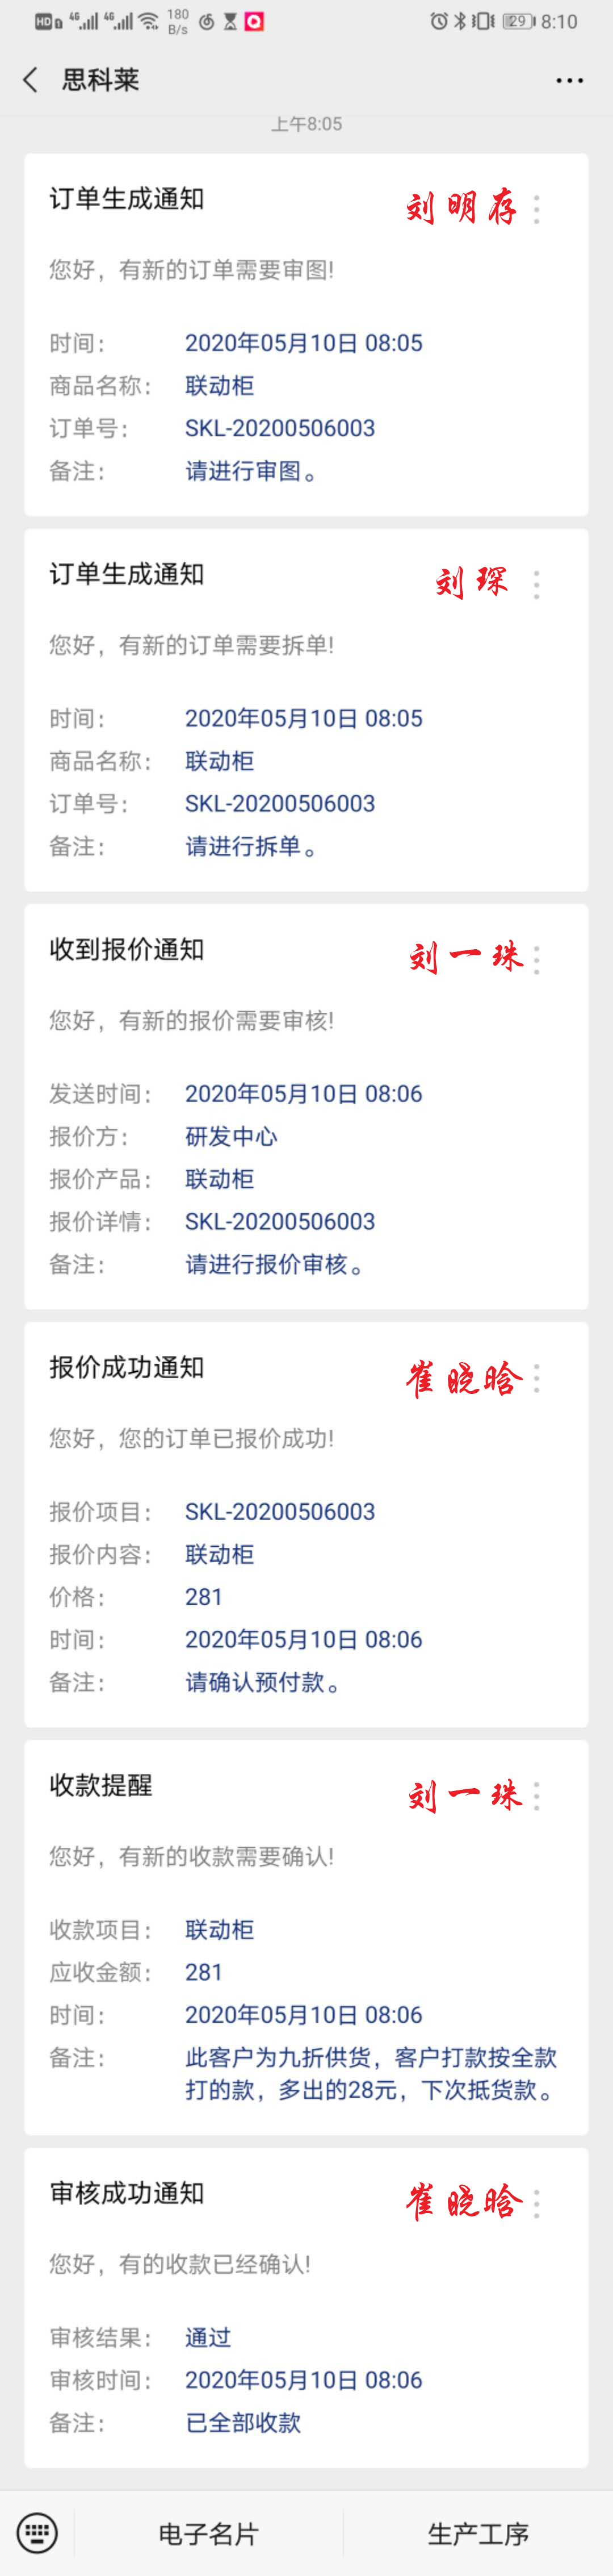 HD 4G 4G 180 B/s 29 8:10
思科莱
上午8:05
订单生成通知 刘明存
您好，有新的订单需要审图!
时间： 2020年05月10日 08:05
商品名称： 联动柜
订单号： SKL-20200506003
备注： 请进行审图。
订单生成通知 刘琛
您好，有新的订单需要拆单!
时间： 2020年05月10日 08:05
商品名称： 联动柜
订单号： SKL-20200506003
备注： 请进行拆单。
收到报价通知 刘一珠
您好，有新的报价需要审核!
发送时间： 2020年05月10日 08:06
报价方： 研发中心
报价产品： 联动柜
报价详情： SKL-20200506003
备注： 请进行报价审核。
报价成功通知 崔晓晗
您好，您的订单已报价成功!
报价项目： SKL-20200506003
报价内容： 联动柜
价格： 281
时间： 2020年05月10日 08:06
备注： 请确认预付款。
收款提醒 刘一珠
您好，有新的收款需要确认!
收款项目： 联动柜
应收金额： 281
时间： 2020年05月10日 08:06
备注： 此客户为九折供货，客户打款按全款
打的款，多出的28元，下次抵货款。
审核成功通知 崔晓晗
您好，有的收款已经确认!
审核结果： 通过
审核时间： 2020年05月10日 08:06
备注： 已全部收款
电子名片 生产工序